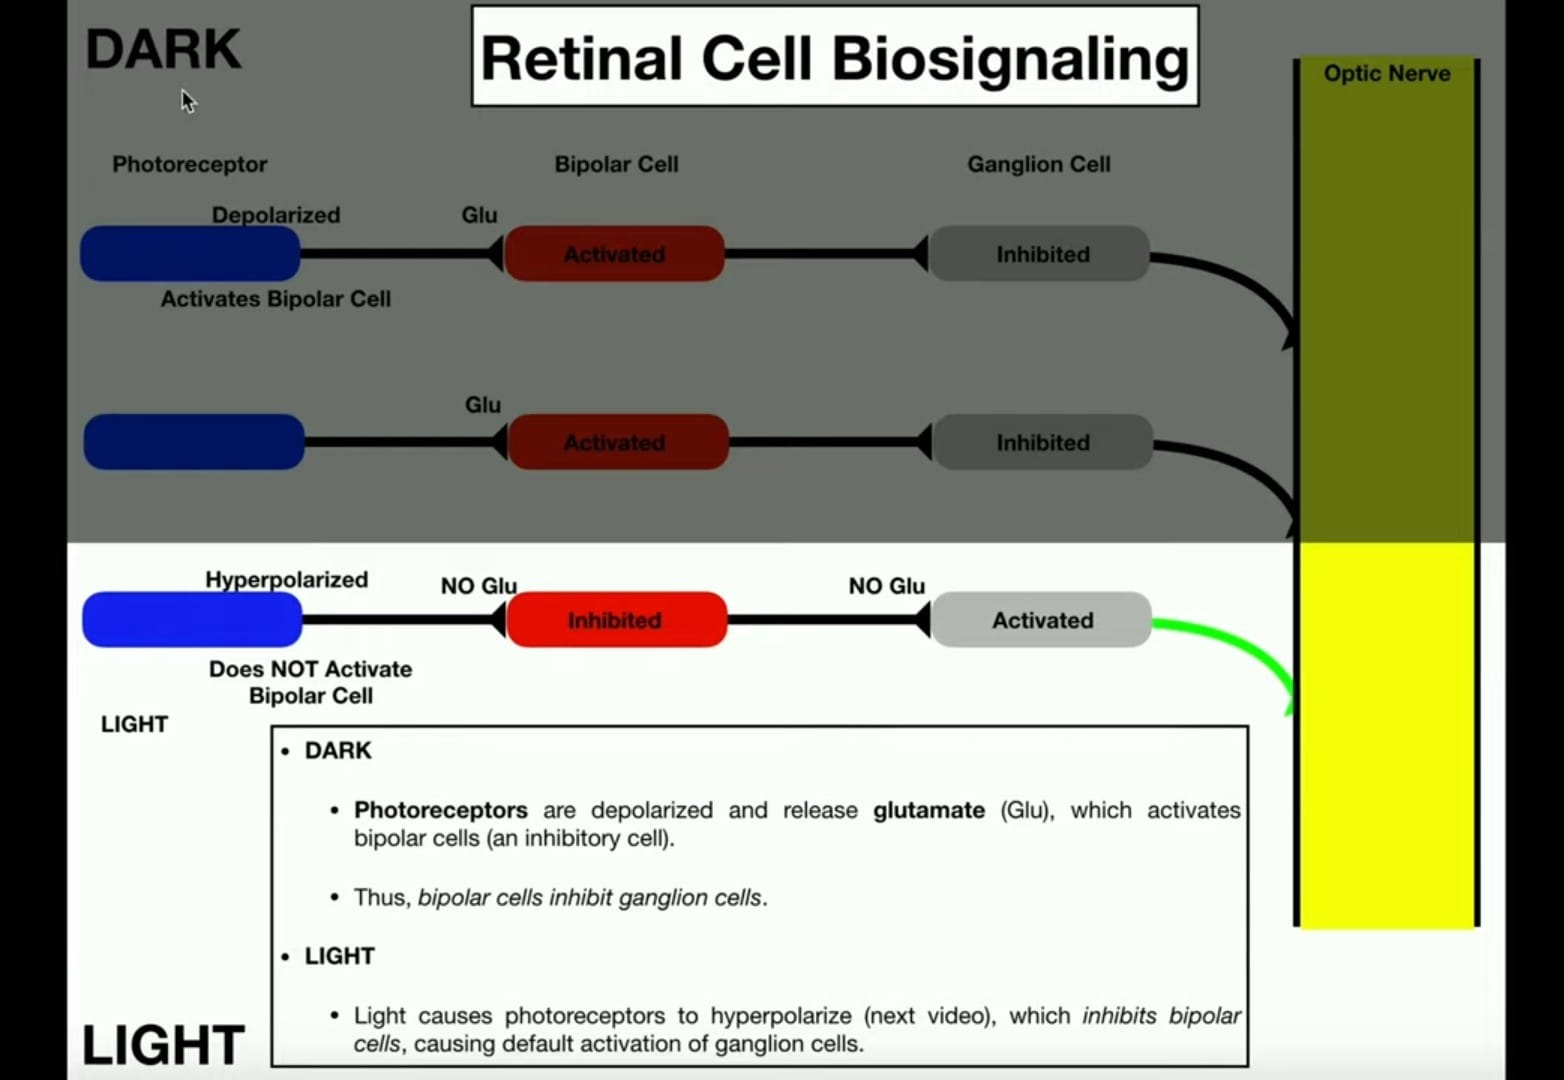 DARK
Retinal Cell Biosignaling
Optic Nerve
Photoreceptor
Bipolar Cell
Ganglion Cell
Depolarized
Glu
Activated
Inhibited
Activates Bipolar Cell
Glu
Activated
Inhibited
Hyperpolarized
NO Glu
NO Glu
Inhibited
Activated
Does NOT Activate
Bipolar Cell
LIGHT
• DARK
• Photoreceptors are depolarized and release glutamate (Glu), which activates
bipolar cells (an inhibitory cell).
• Thus, bipolar cells inhibit ganglion cells.
• LIGHT
• Light causes photoreceptors to hyperpolarize (next video), which inhibits bipolar
cells, causing default activation of ganglion cells.
LIGHT